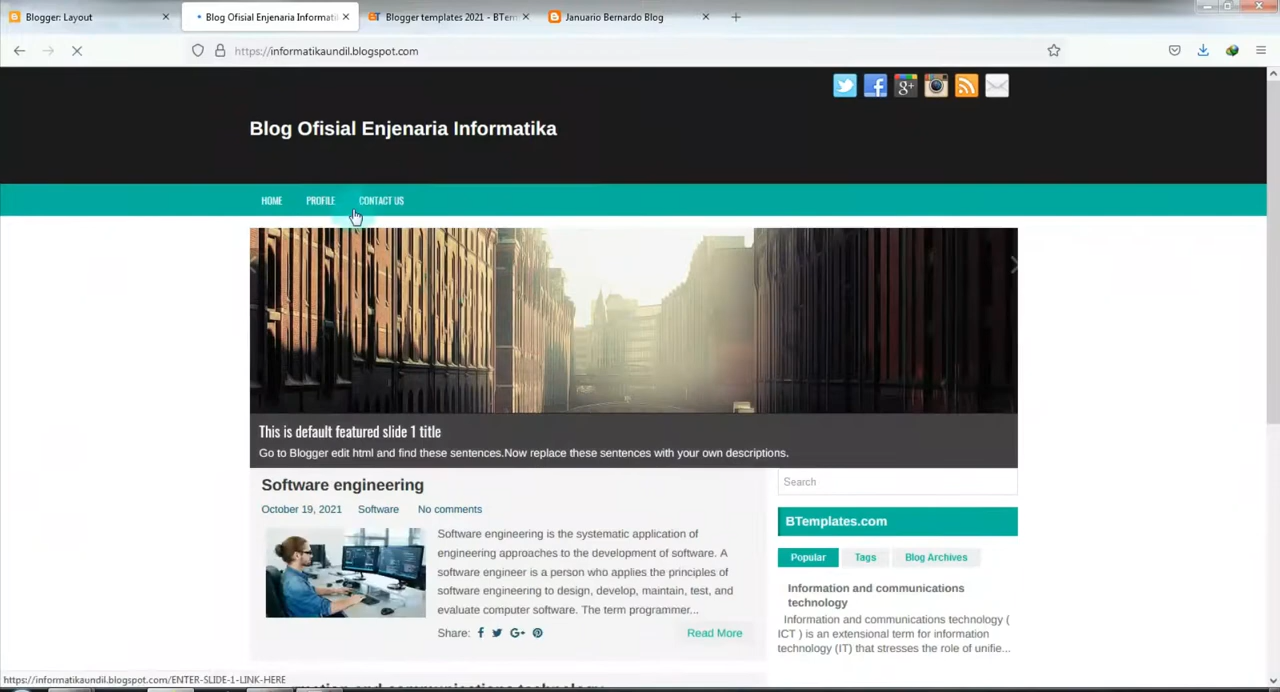 Blogger: Layout
Blog Ofisial Enjenaria Informati
Blogger templates 2021 - BTem
Januario Bernardo Blog
https://informatikaundil.blogspot.com
Blog Ofisial Enjenaria Informatika
HOME PROFILE CONTACT US
This is default featured slide 1 title
Go to Blogger edit html and find these sentences.Now replace these sentences with your own descriptions.
Software engineering
October 19, 2021 Software No comments
Software engineering is the systematic application of
engineering approaches to the development of software. A
software engineer is a person who applies the principles of
software engineering to design, develop, maintain, test, and
evaluate computer software. The term programmer...
Share:
Read More
Search
BTemplates.com
Popular Tags Blog Archives
Information and communications
technology
Information and communications technology (
ICT ) is an extensional term for information
technology (IT) that stresses the role of unifie...
https://informatikaundil.blogspot.com/ENTER-SLIDE-1-LINK-HERE